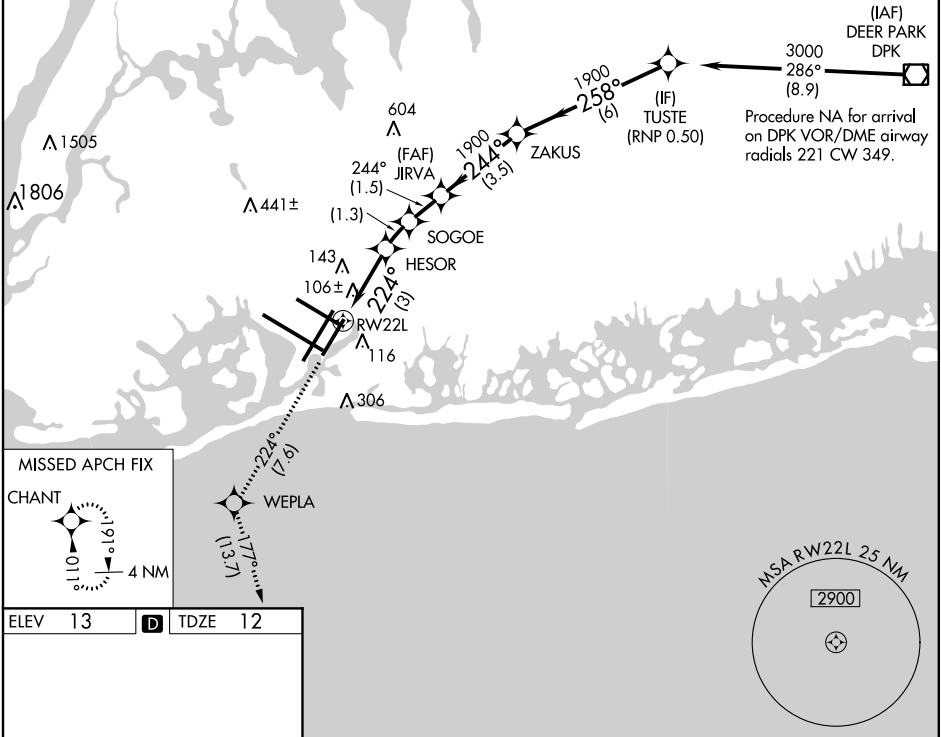 (IAF)
DEER PARK
DPK
3000
286°
(8.9)
1900
258°
(6)
(IF)
TUSTE
(RNP 0.50)
Procedure NA for arrival
on DPK VOR/DME airway
radials 221 CW 349.
604
1505
1806
441±
(FAF)
JIRVA
1900
244°
(3.5)
ZAKUS
244°
(1.5)
(1.3)
SOGOE
HESOR
143
106±
224°
(3)
RW22L
116
306
224°
(7.6)
WEPLA
177°
(13.7)
MISSED APCH FIX
CHANT
191°
011°
4 NM
MSA RW22L 25 NM
2900
ELEV 13 D TDZE 12